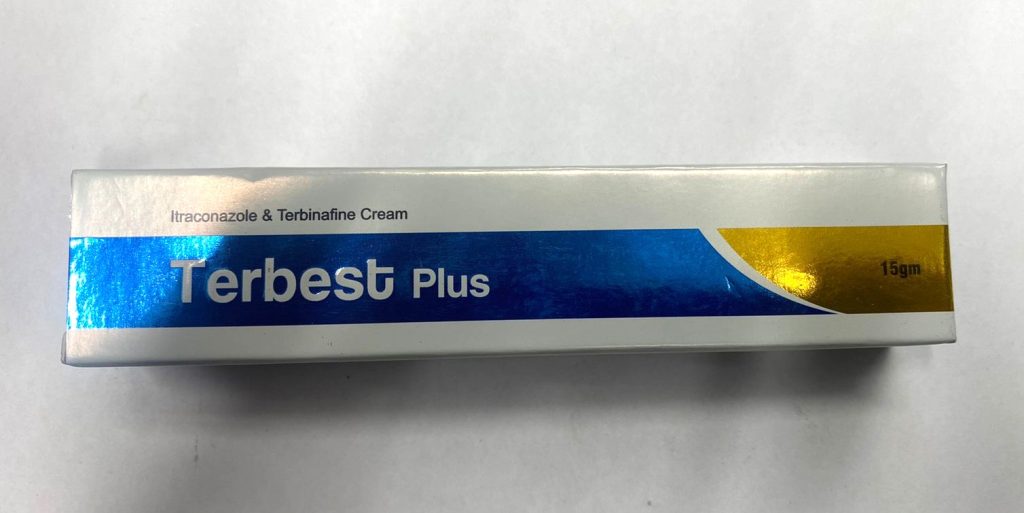 Itraconazole & Terbinafine Cream
Terbest Plus
15gm